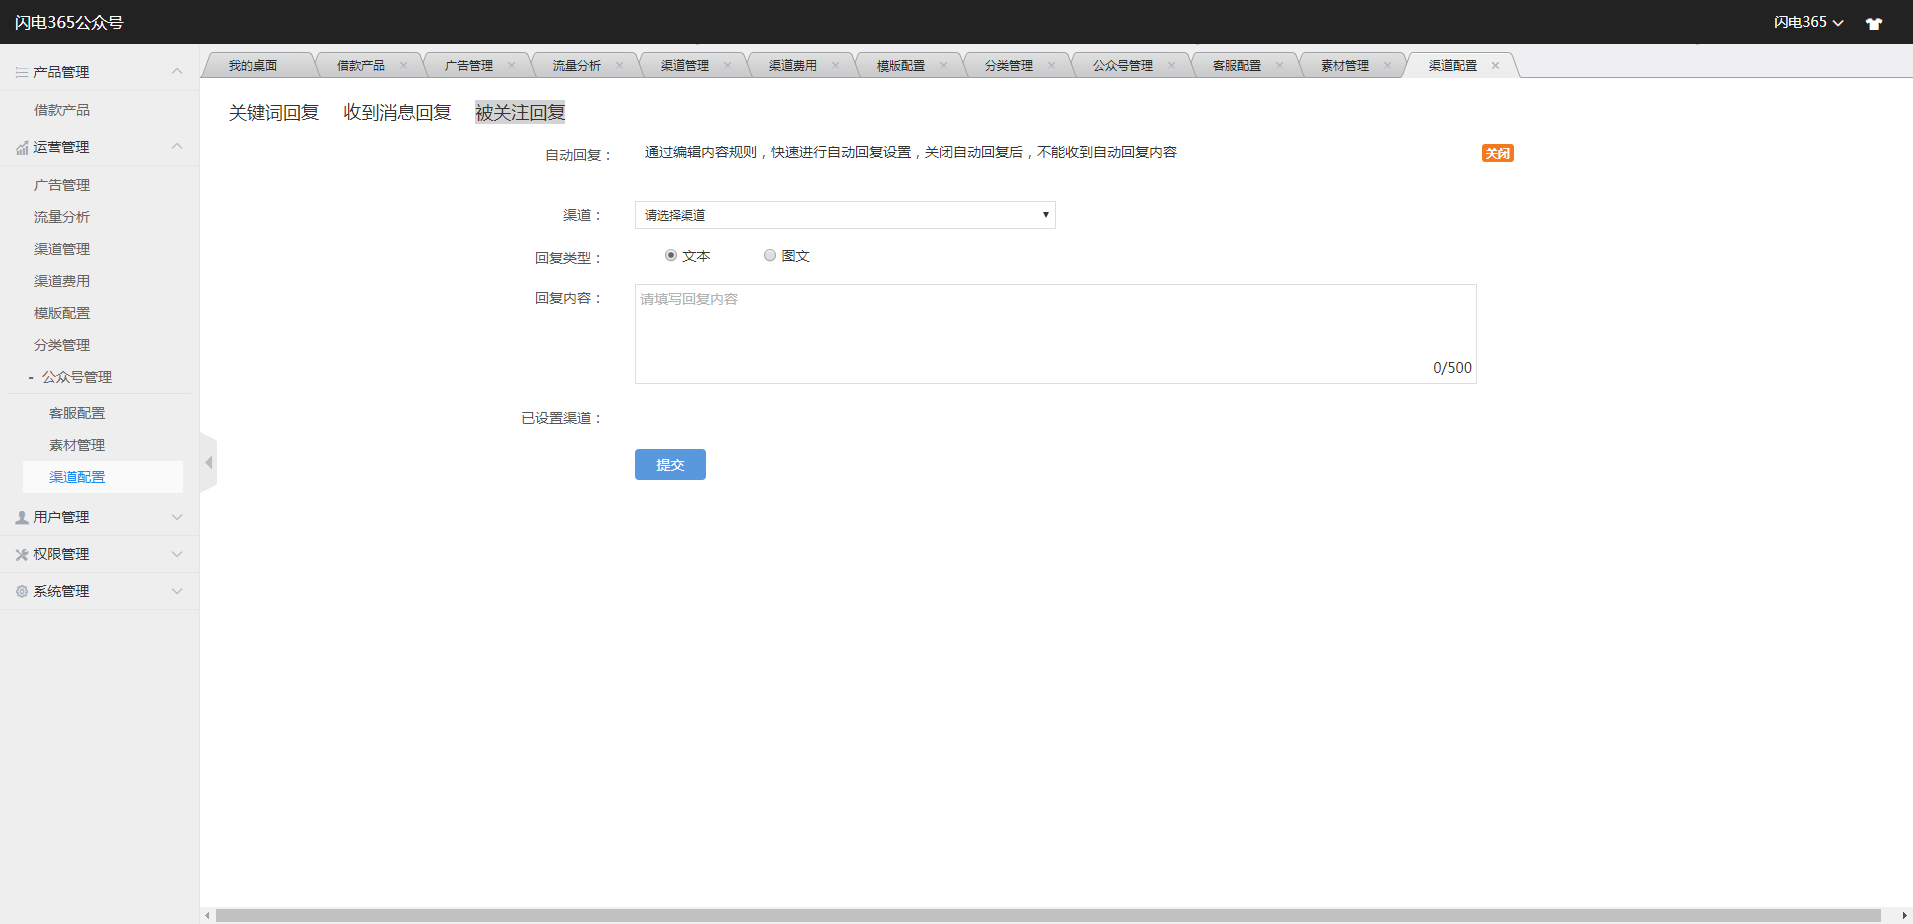 闪电365公众号
闪电365
产品管理
借款产品
运营管理
广告管理
流量分析
渠道管理
渠道费用
模版配置
分类管理
- 公众号管理
客服配置
素材管理
渠道配置
用户管理
权限管理
系统管理
我的桌面 借款产品 广告管理 流量分析 渠道管理 渠道费用 模版配置 分类管理 公众号管理 客服配置 素材管理 渠道配置
关键词回复 收到消息回复 被关注回复
自动回复： 通过编辑内容规则，快速进行自动回复设置，关闭自动回复后，不能收到自动回复内容 关闭
渠道： 请选择渠道
回复类型： 文本 图文
回复内容： 请填写回复内容
0/500
已设置渠道：
提交